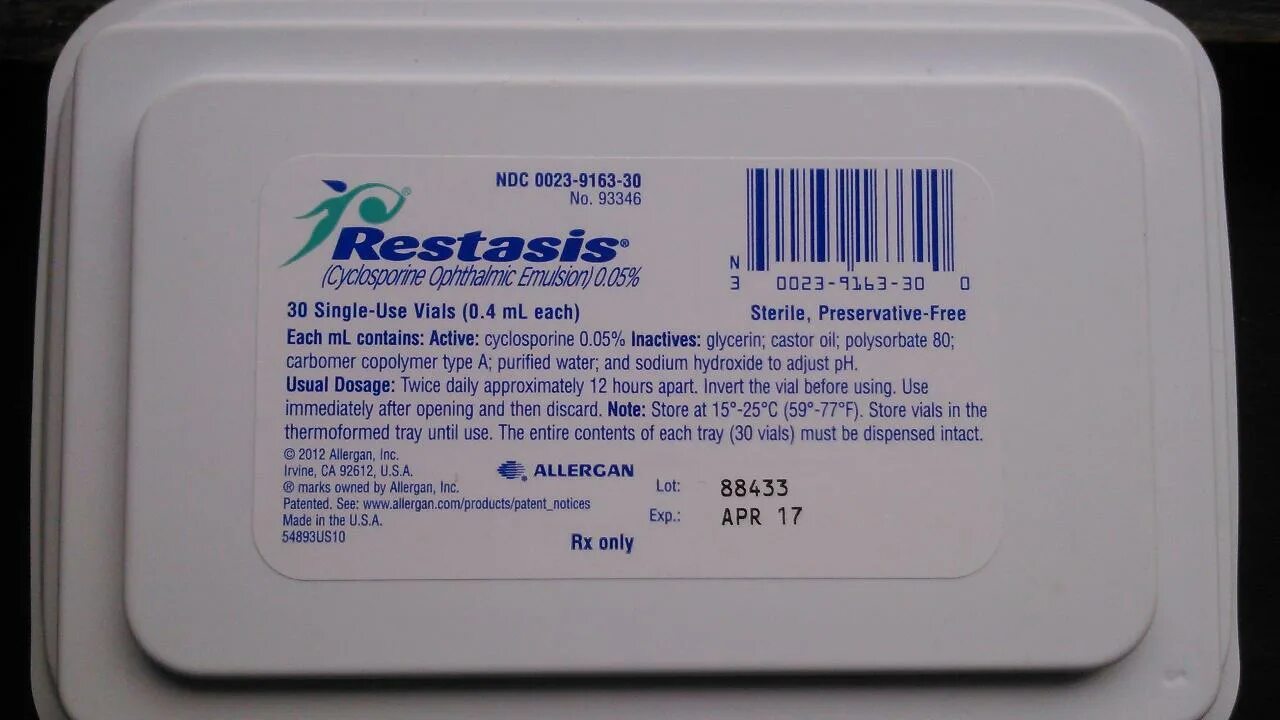 NDC 0023-9163-30
No. 93346
Restasis®
(Cyclosporine Ophthalmic Emulsion) 0.05%
N
3 0023-9163-30 0
30 Single-Use Vials (0.4 mL each)
Sterile, Preservative-Free
Each mL contains: Active: cyclosporine 0.05% Inactives: glycerin; castor oil; polysorbate 80;
carbomer copolymer type A; purified water; and sodium hydroxide to adjust pH.
Usual Dosage: Twice daily approximately 12 hours apart. Invert the vial before using. Use
immediately after opening and then discard. Note: Store at 15°-25°C (59°-77°F). Store vials in the
thermoformed tray until use. The entire contents of each tray (30 vials) must be dispensed intact.
© 2012 Allergan, Inc.
Irvine, CA 92612, U.S.A.
® marks owned by Allergan, Inc.
Patented. See: www.allergan.com/products/patent_notices
Made in the U.S.A.
54893US10
ALLERGAN
Rx only
Lot: 88433
Exp.: APR 17